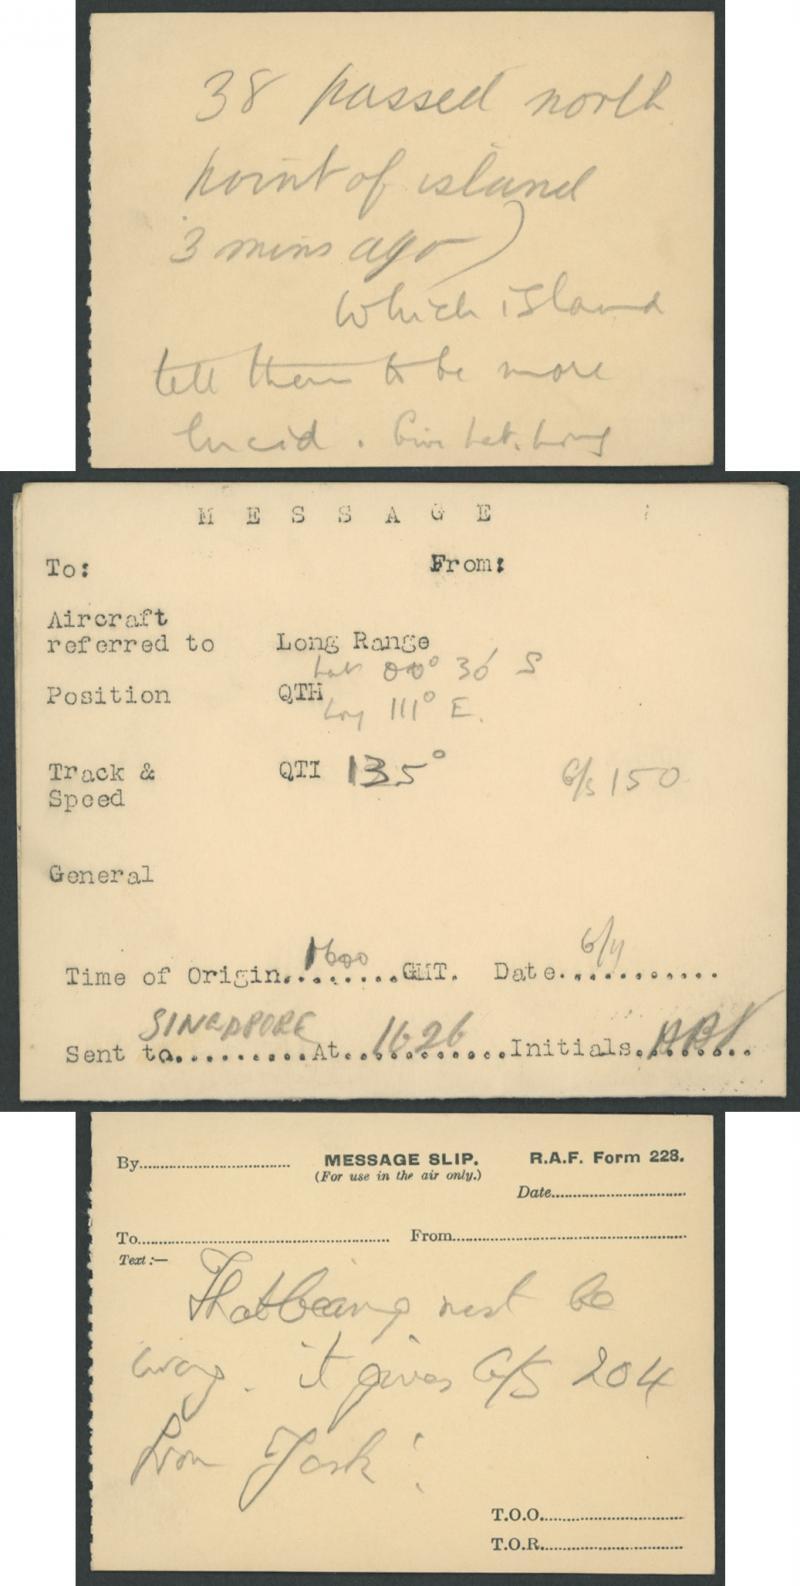 38 passed north
point of island
3 mins ago)
Which island
tell them to be more
lucid. Give Lat. Long
MESSAGE
To: From:
Aircraft
referred to Long Range
Lat 00° 30' S
Position QTH
Long 111° E.
Track & QTI 135° G/S 150
Speed
General
1600 6/4
Time of Origin.........GMT. Date............
SINGAPORE 1626
Sent to..........At............Initials........
By MESSAGE SLIP. R.A.F. Form 228.
(For use in the air only.)
Date
To From
Text:—
That bearing must be
wrong. it gives G/S 204
from York!
T.O.O.
T.O.R.